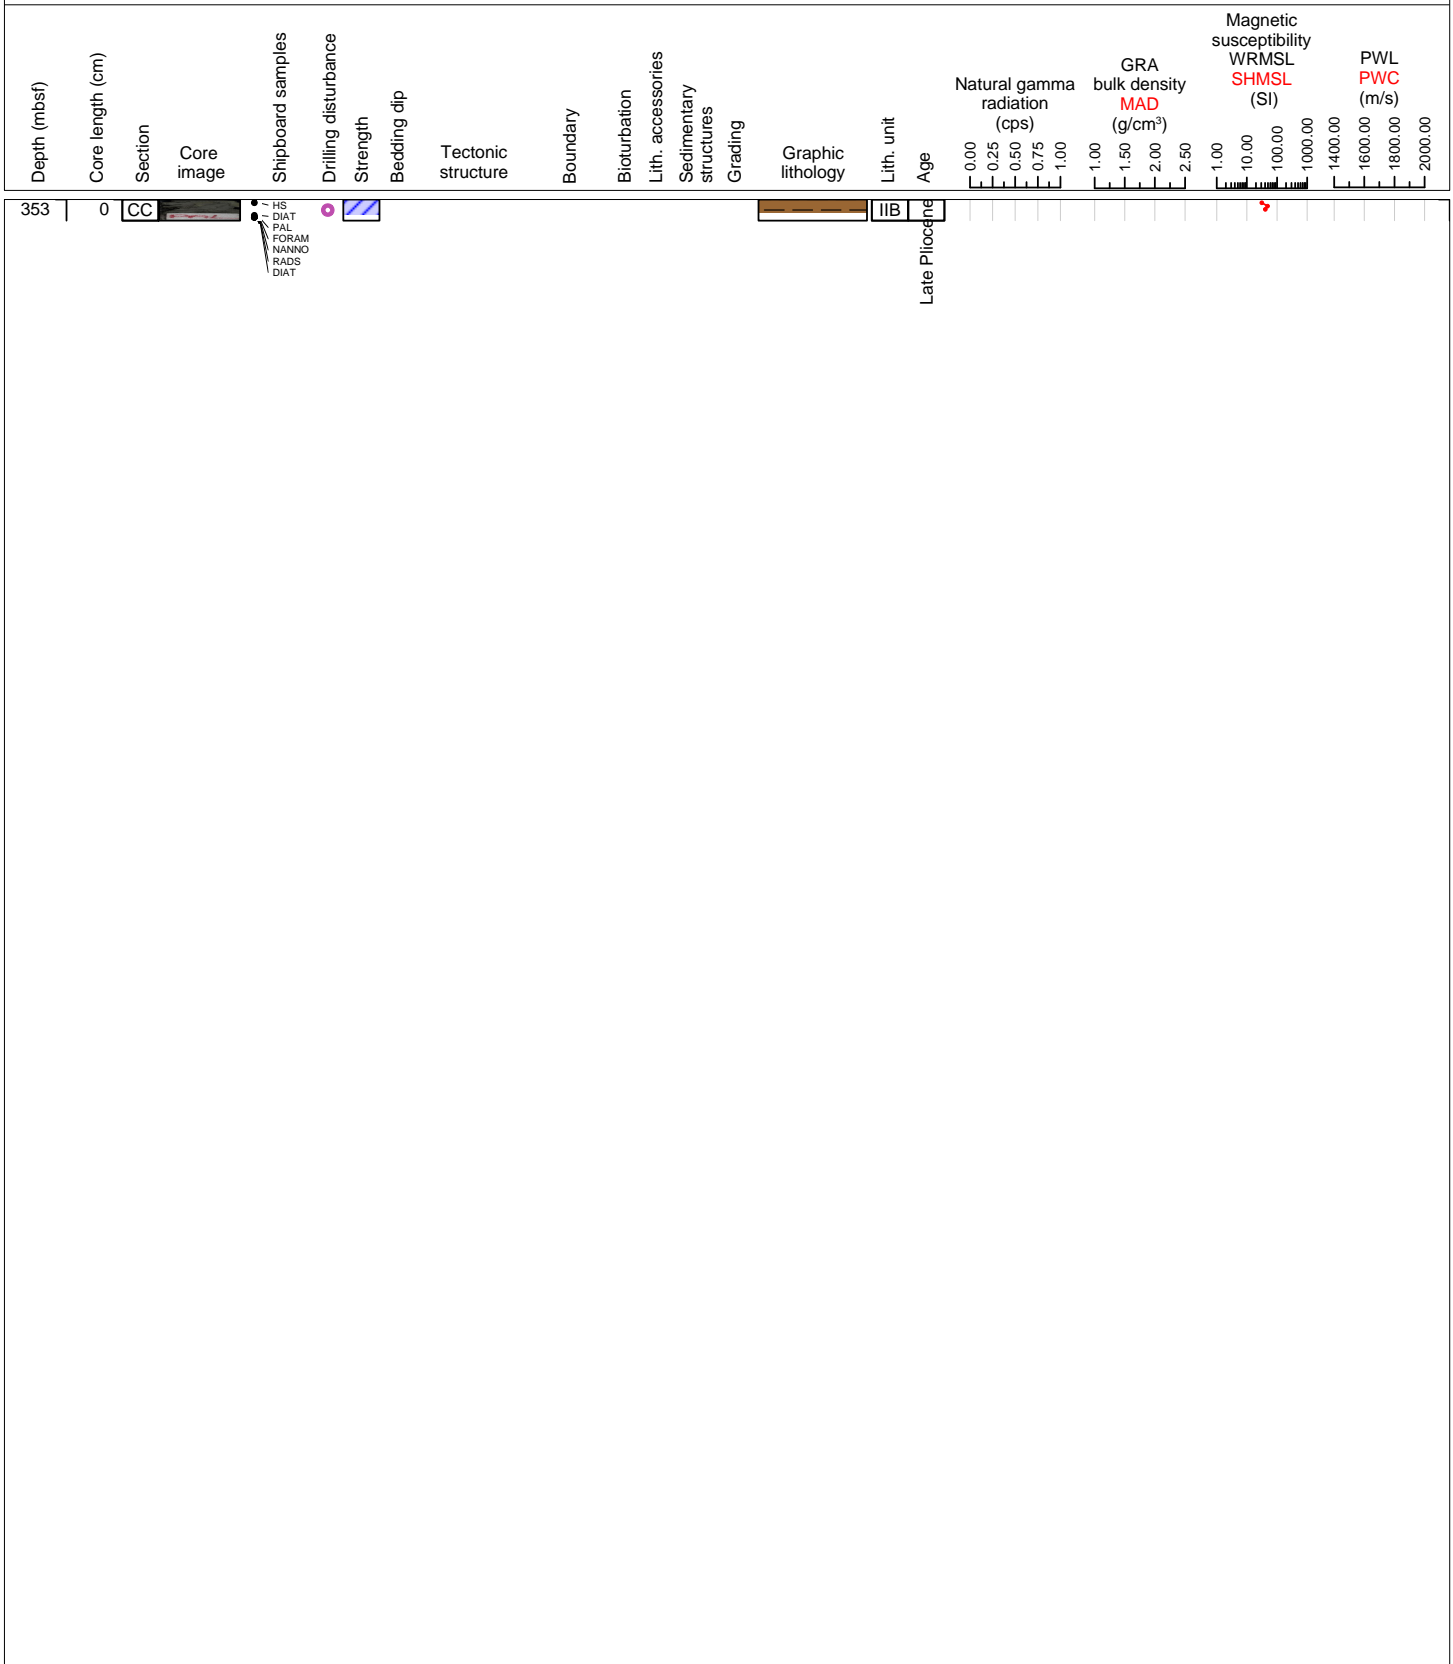 Depth (mbsf)
Core length (cm)
Section
Core
image
Shipboard samples
Drilling disturbance
Strength
Bedding dip
Tectonic
structure
Boundary
Bioturbation
Lith. accessories
Sedimentary
structures
Grading
Graphic
lithology
Lith. unit
Age
Natural gamma
radiation
(cps)
0.00 0.25 0.50 0.75 1.00
GRA
bulk density
MAD
(g/cm³)
1.00 1.50 2.00 2.50
Magnetic
susceptibility
WRMSL
SHMSL
(SI)
1.00 10.00 100.00 1000.00
PWL
PWC
(m/s)
1400.00 1600.00 1800.00 2000.00
353 0 CC
HS
DIAT
PAL
FORAM
NANNO
RADS
DIAT
IIB
Late Pliocene